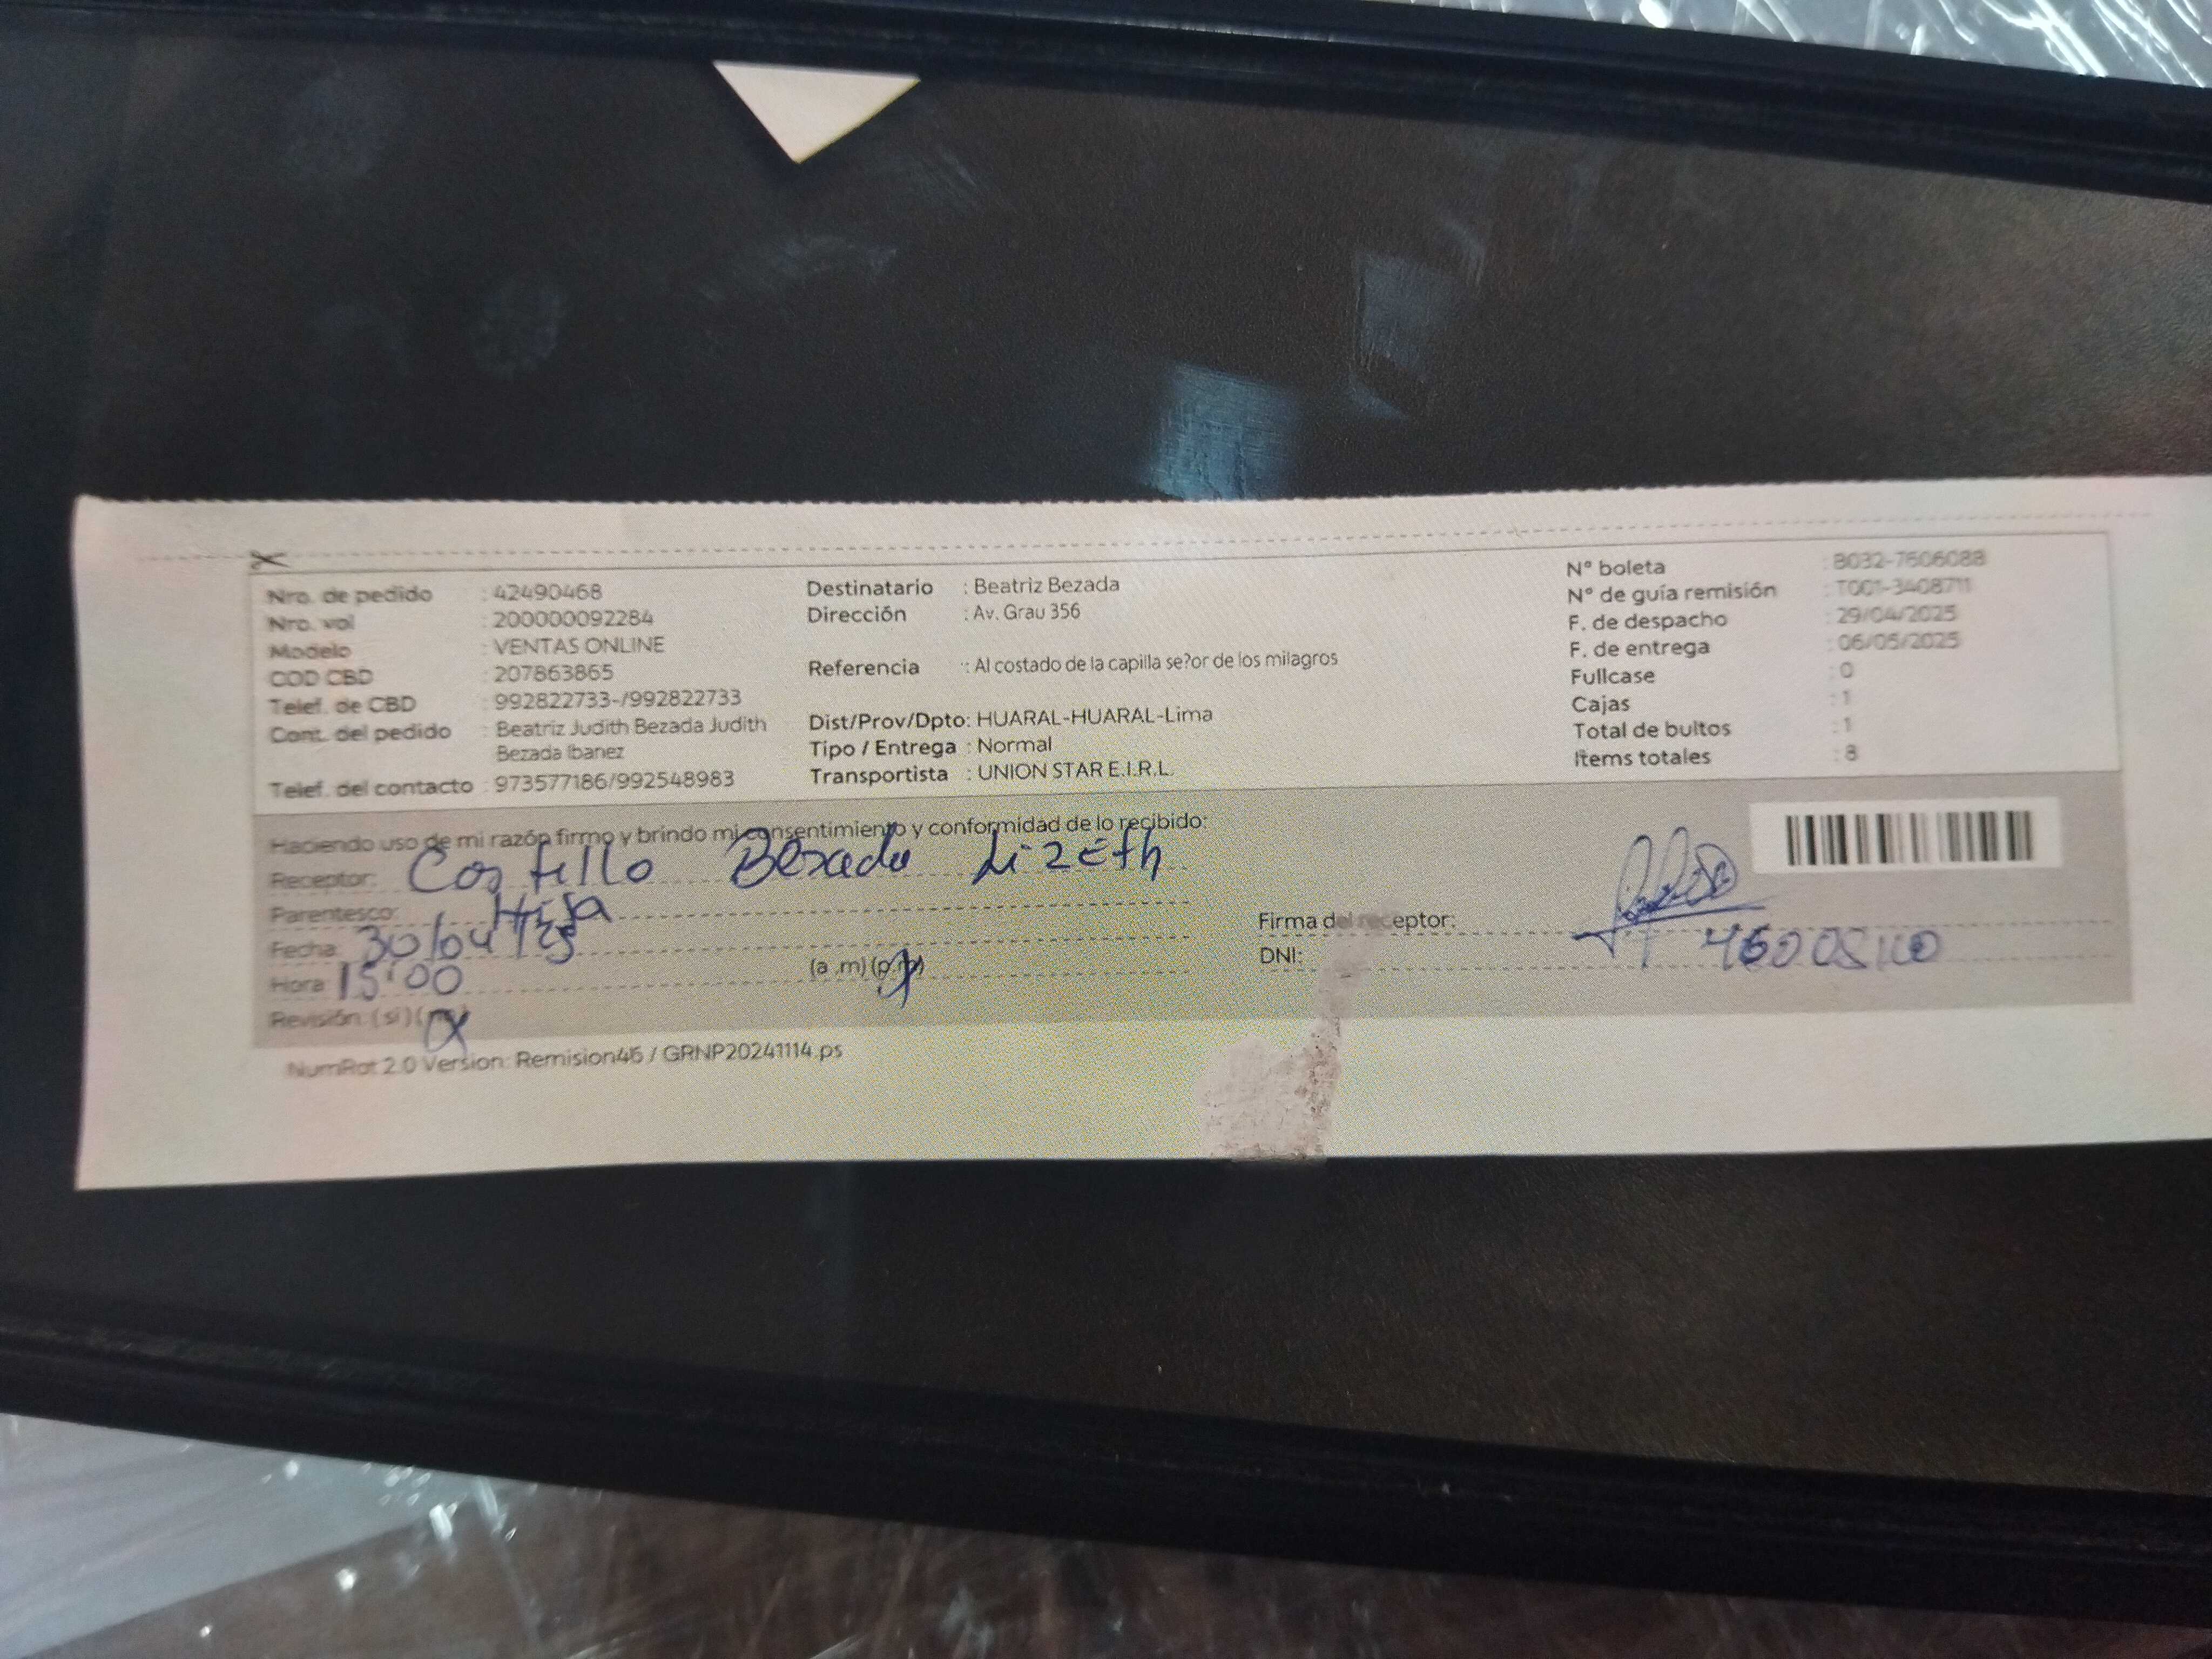 Nro. de pedido : 42490468
Nro. vol : 200000092284
Modelo : VENTAS ONLINE
COD CBD : 207863865
Telef. de CBD : 992822733-/992822733
Cont. del pedido : Beatriz Judith Bezada Judith
Bezada Ibanez
Telef. del contacto : 973577186/992548983
Destinatario : Beatriz Bezada
Dirección : Av. Grau 356
Referencia : Al costado de la capilla se?or de los milagros
Dist/Prov/Dpto: HUARAL-HUARAL-Lima
Tipo / Entrega : Normal
Transportista : UNION STAR E.I.R.L.
N° boleta : B032-7606088
N° de guía remisión : T001-3408711
F. de despacho : 29/04/2025
F. de entrega : 06/05/2025
Fullcase : 0
Cajas : 1
Total de bultos : 1
Items totales : 8
Haciendo uso de mi razón firmo y brindo mi consentimiento y conformidad de lo recibido:
Receptor: Costillo Bezada Lizeth
Parentesco: Hija
Fecha: 30/04/25
Hora: 15:00 (a .m) (p.m)
Revisión: (si) (no)
Firma del receptor:
DNI:
NumRot 2.0 Version: Remision46 / GRNP20241114.ps